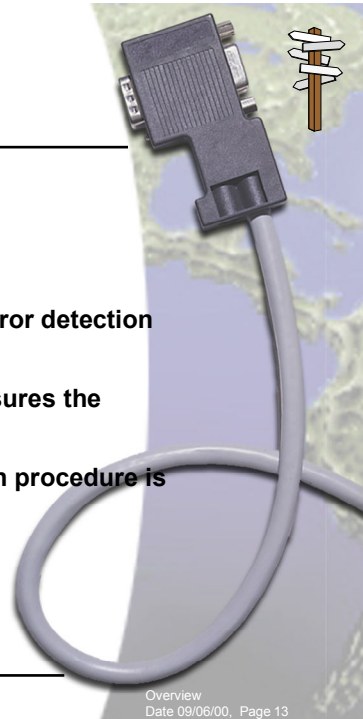 ror detection
sures the
n procedure is
Overview
Date 09/06/00, Page 13